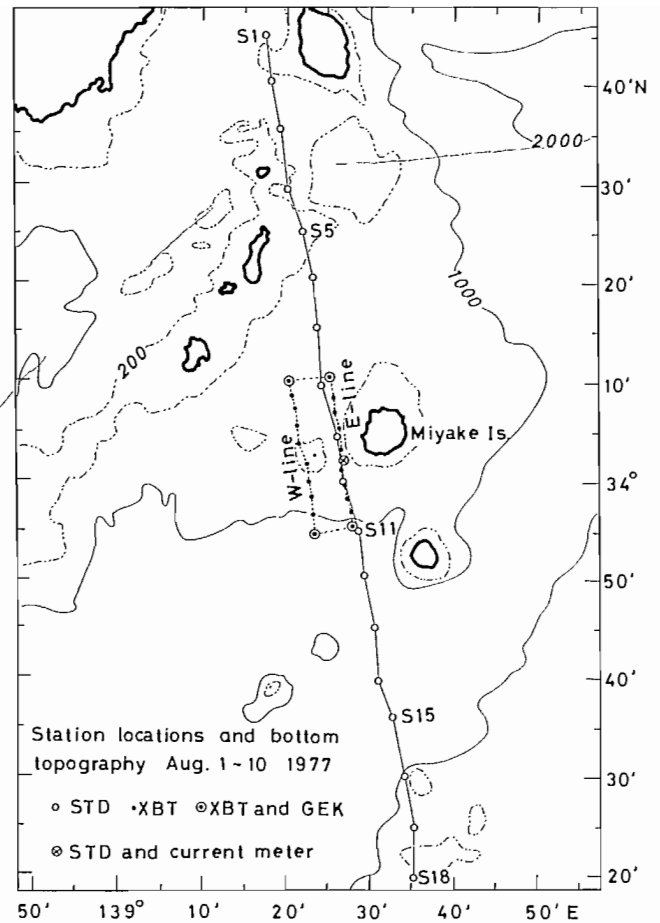 S1
40'N
2000
30'
S5
20'
1000
200
10'
E-line
Miyake Is.
W-line
34°
S11
50'
40'
S15
Station locations and bottom
topography Aug. 1~10 1977
○ STD •XBT ⊙XBT and GEK
30'
⊗ STD and current meter
S18
20'
50' 139° 10' 20' 30' 40' 50'E